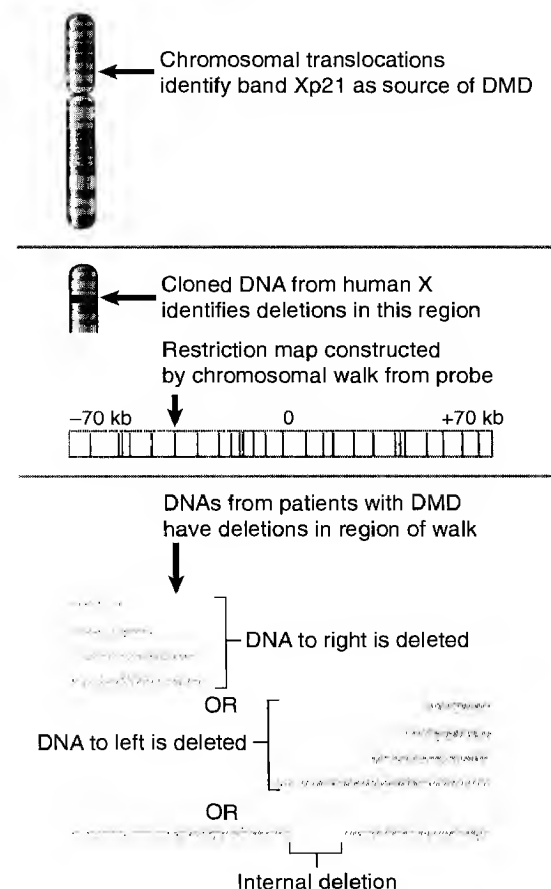 Chromosomal translocations
identify band Xp21 as source of DMD
Cloned DNA from human X
identifies deletions in this region
Restriction map constructed
by chromosomal walk from probe
−70 kb 0 +70 kb
DNAs from patients with DMD
have deletions in region of walk
DNA to right is deleted
OR
DNA to left is deleted
OR
Internal deletion